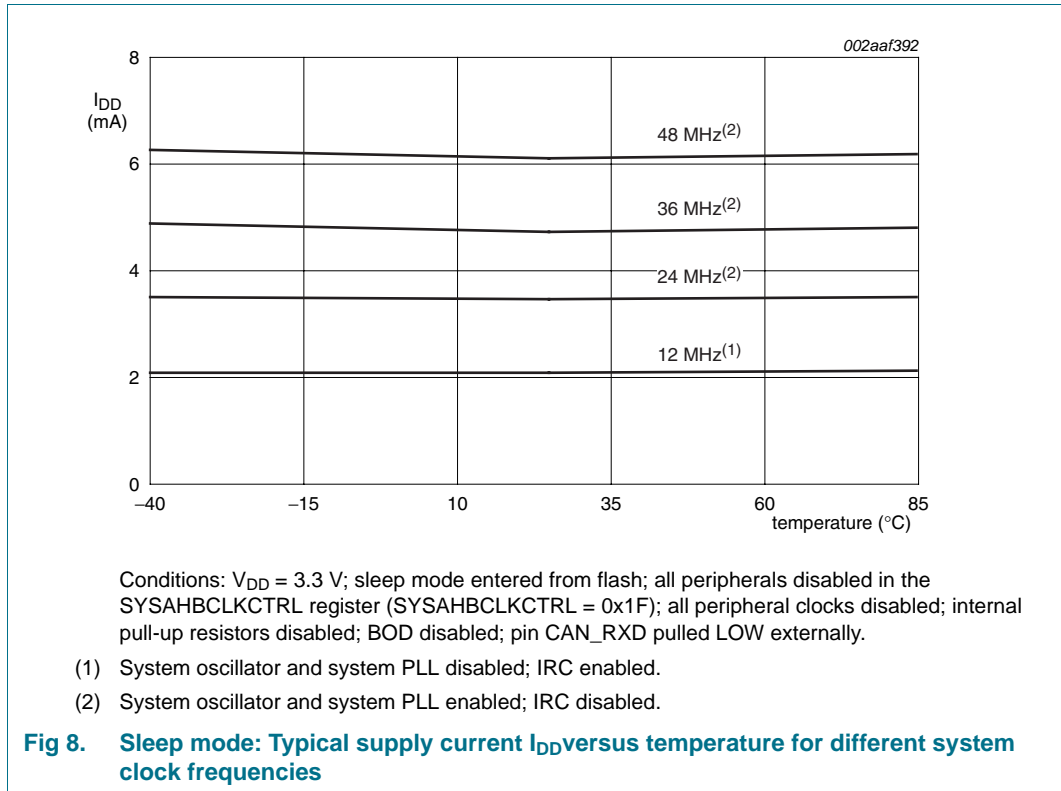 002aaf392
8
I_DD
(mA)
48 MHz(2)
6
36 MHz(2)
4
24 MHz(2)
12 MHz(1)
2
0
−40 −15 10 35 60 85
temperature (°C)
Conditions: V_DD = 3.3 V; sleep mode entered from flash; all peripherals disabled in the
SYSAHBCLKCTRL register (SYSAHBCLKCTRL = 0x1F); all peripheral clocks disabled; internal
pull-up resistors disabled; BOD disabled; pin CAN_RXD pulled LOW externally.
(1) System oscillator and system PLL disabled; IRC enabled.
(2) System oscillator and system PLL enabled; IRC disabled.
Fig 8. Sleep mode: Typical supply current I_DDversus temperature for different system
clock frequencies